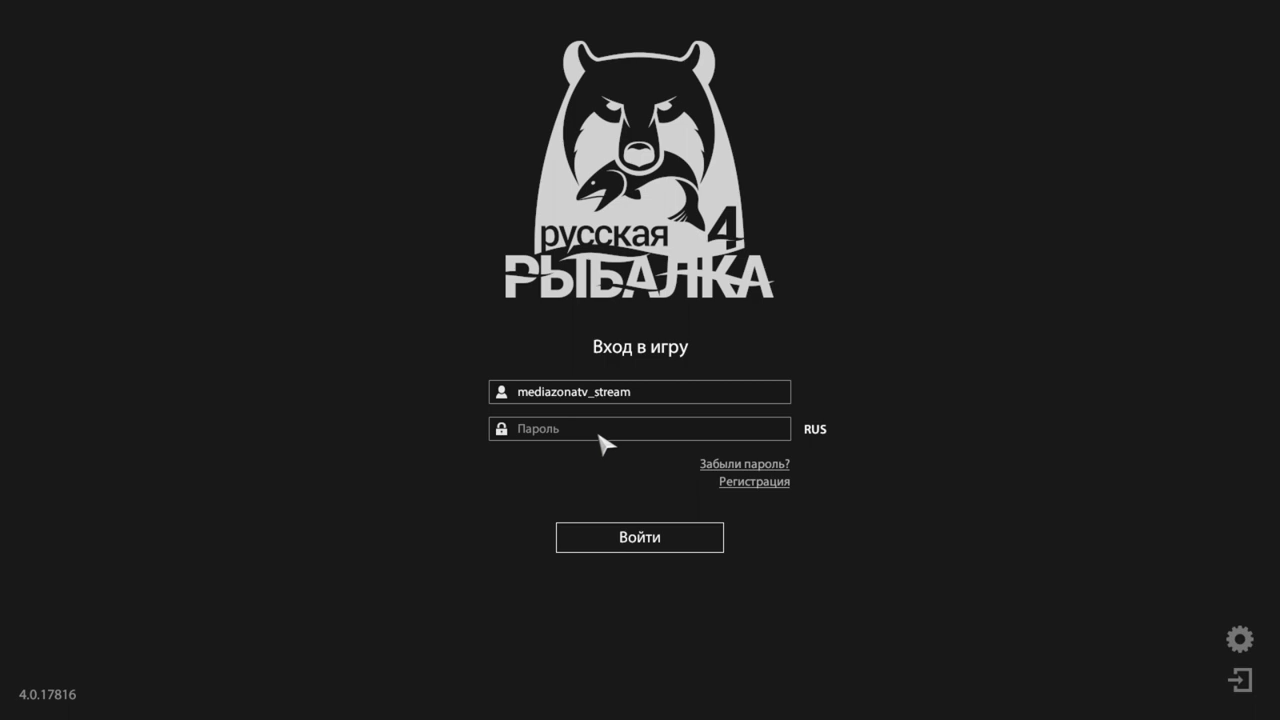 русская 4
РЫБАЛКА
Вход в игру
mediazonatv_stream
Пароль
RUS
Забыли пароль?
Регистрация
Войти
4.0.17816